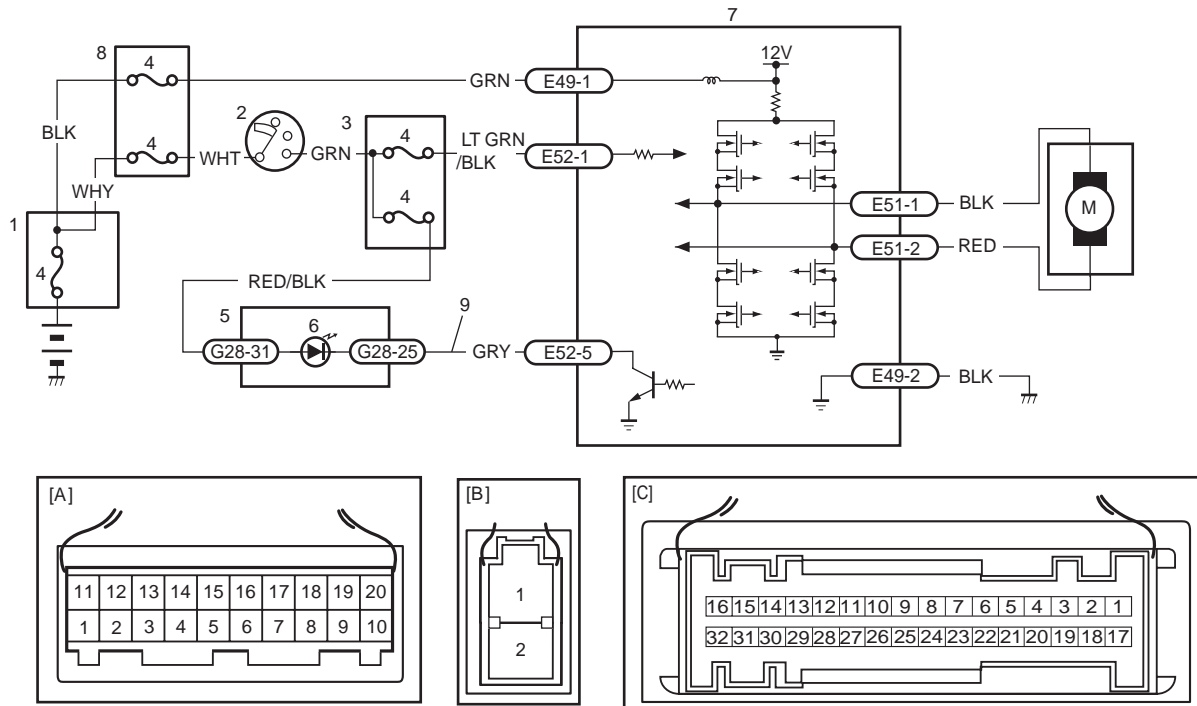 7
8
4
12V
GRN
E49-1
2
3
4
LT GRN
/BLK
E52-1
BLK
4
WHT
GRN
WHY
4
E51-1
BLK
M
1
E51-2
RED
4
RED/BLK
5
6
9
G28-31
G28-25
GRY
E52-5
E49-2
BLK
[A]
11 12 13 14 15 16 17 18 19 20
1 2 3 4 5 6 7 8 9 10
[B]
1
2
[C]
16 15 14 13 12 11 10 9 8 7 6 5 4 3 2 1
32 31 30 29 28 27 26 25 24 23 22 21 20 19 18 17